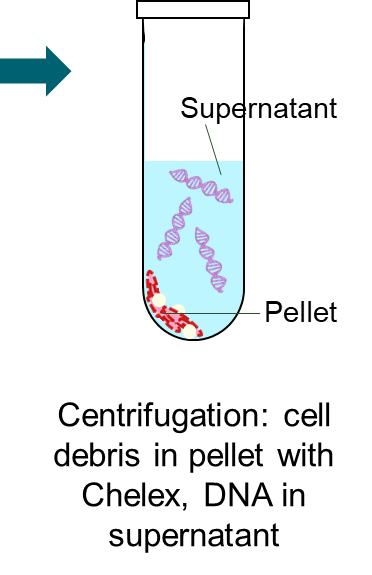 Supernatant
Pellet
Centrifugation: cell
debris in pellet with
Chelex, DNA in
supernatant